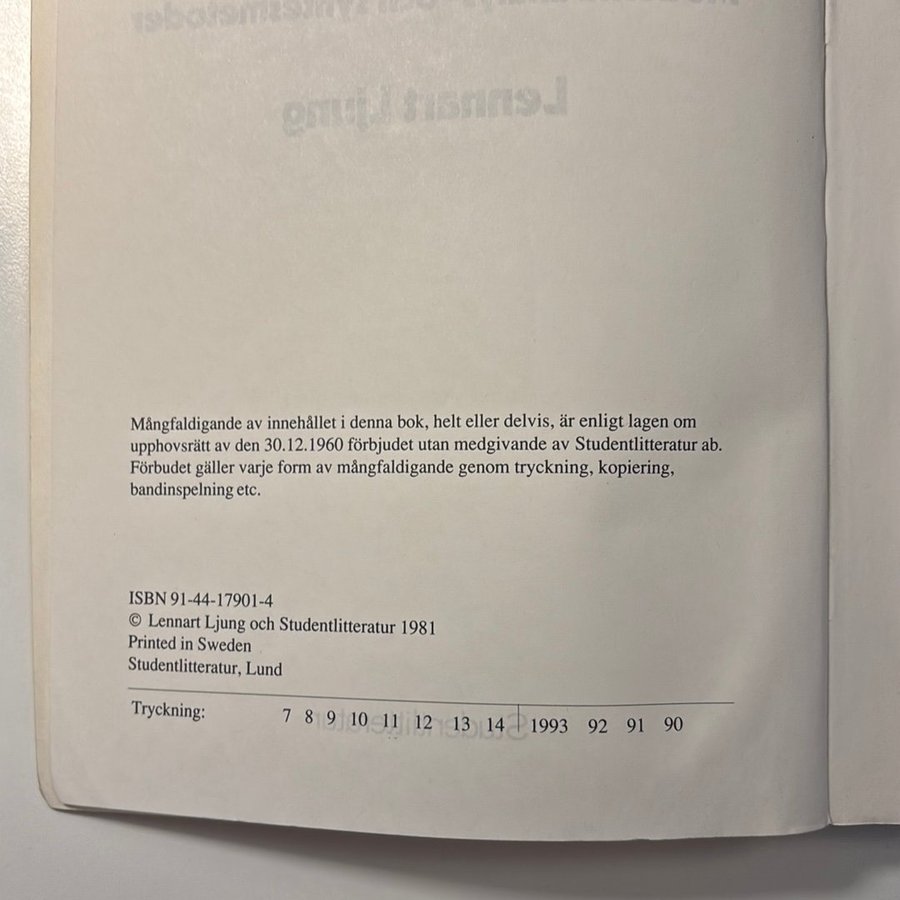 Lennart Ljung
Mångfaldigande av innehållet i denna bok, helt eller delvis, är enligt lagen om
upphovsrätt av den 30.12.1960 förbjudet utan medgivande av Studentlitteratur ab.
Förbudet gäller varje form av mångfaldigande genom tryckning, kopiering,
bandinspelning etc.
ISBN 91-44-17901-4
© Lennart Ljung och Studentlitteratur 1981
Printed in Sweden
Studentlitteratur, Lund
Tryckning: 7 8 9 10 11 12 13 14 1993 92 91 90
Studentlitteratur